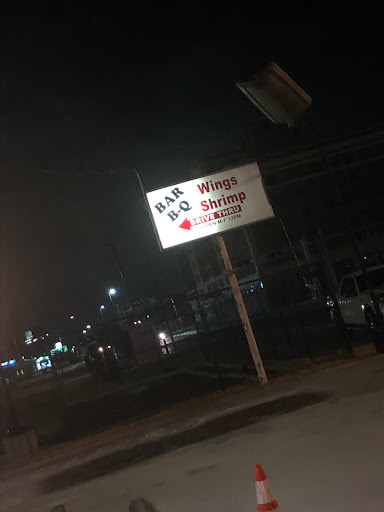 BAR
B-Q
Wings
Shrimp
DRIVE THRU